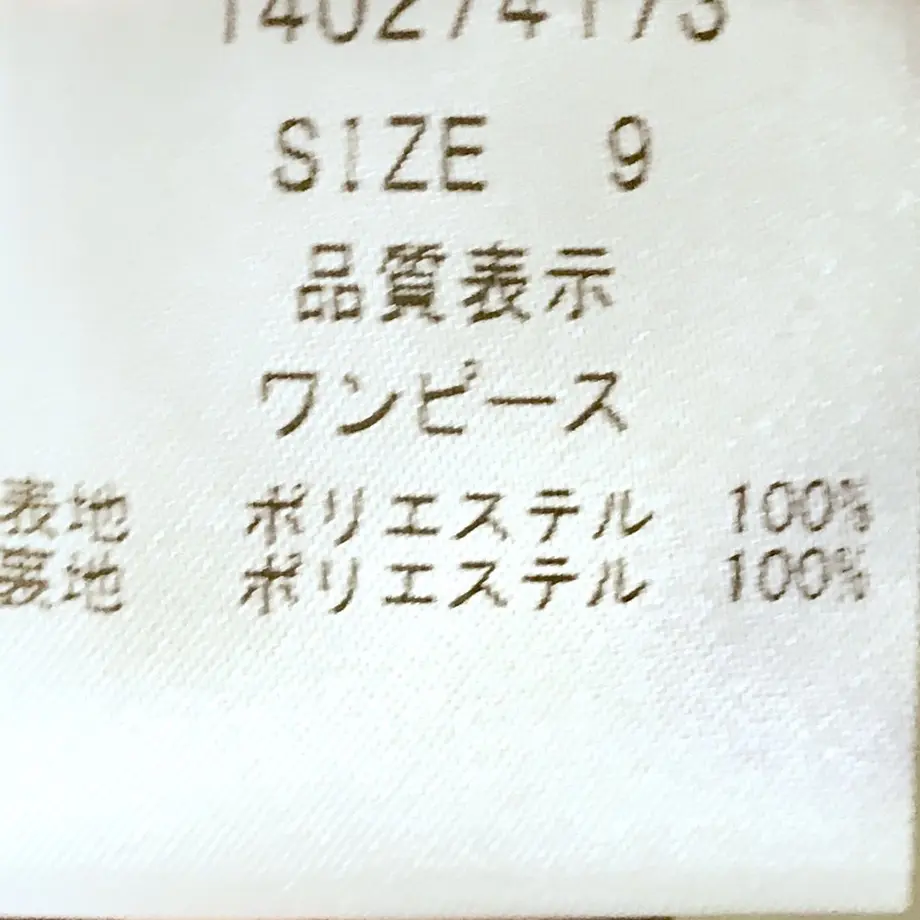 140274173
SIZE 9
品質表示
ワンピース
表地 ポリエステル 100%
裏地 ポリエステル 100%